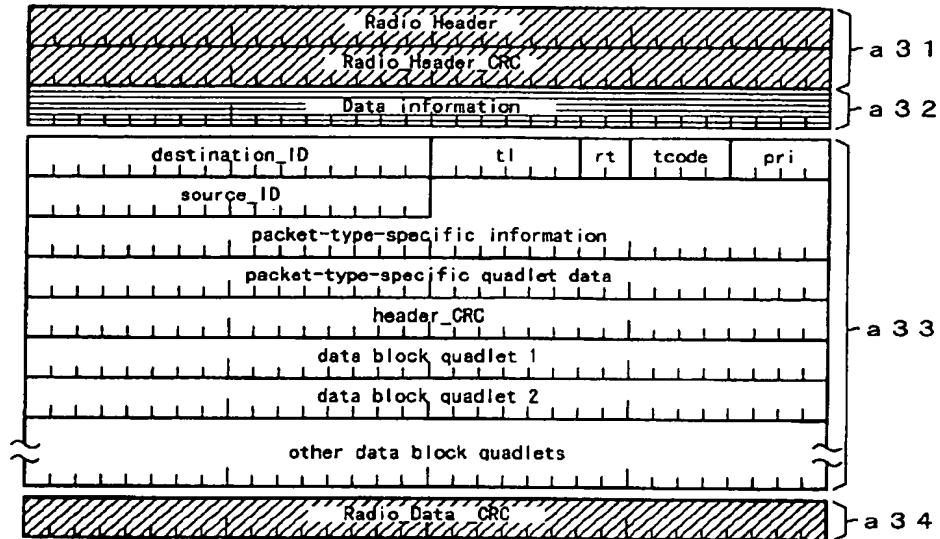 Radio Header
Radio_Header_CRC
a 3 1
Data information
a 3 2
destination_ID tl rt tcode pri
source_ID
packet-type-specific information
packet-type-specific quadlet data
header_CRC
a 3 3
data block quadlet 1
data block quadlet 2
other data block quadlets
Radio_Data_CRC
a 3 4